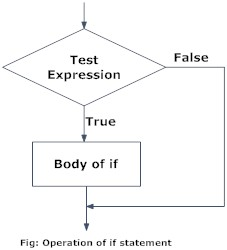 Test
Expression
False
True
Body of if
Fig: Operation of if statement